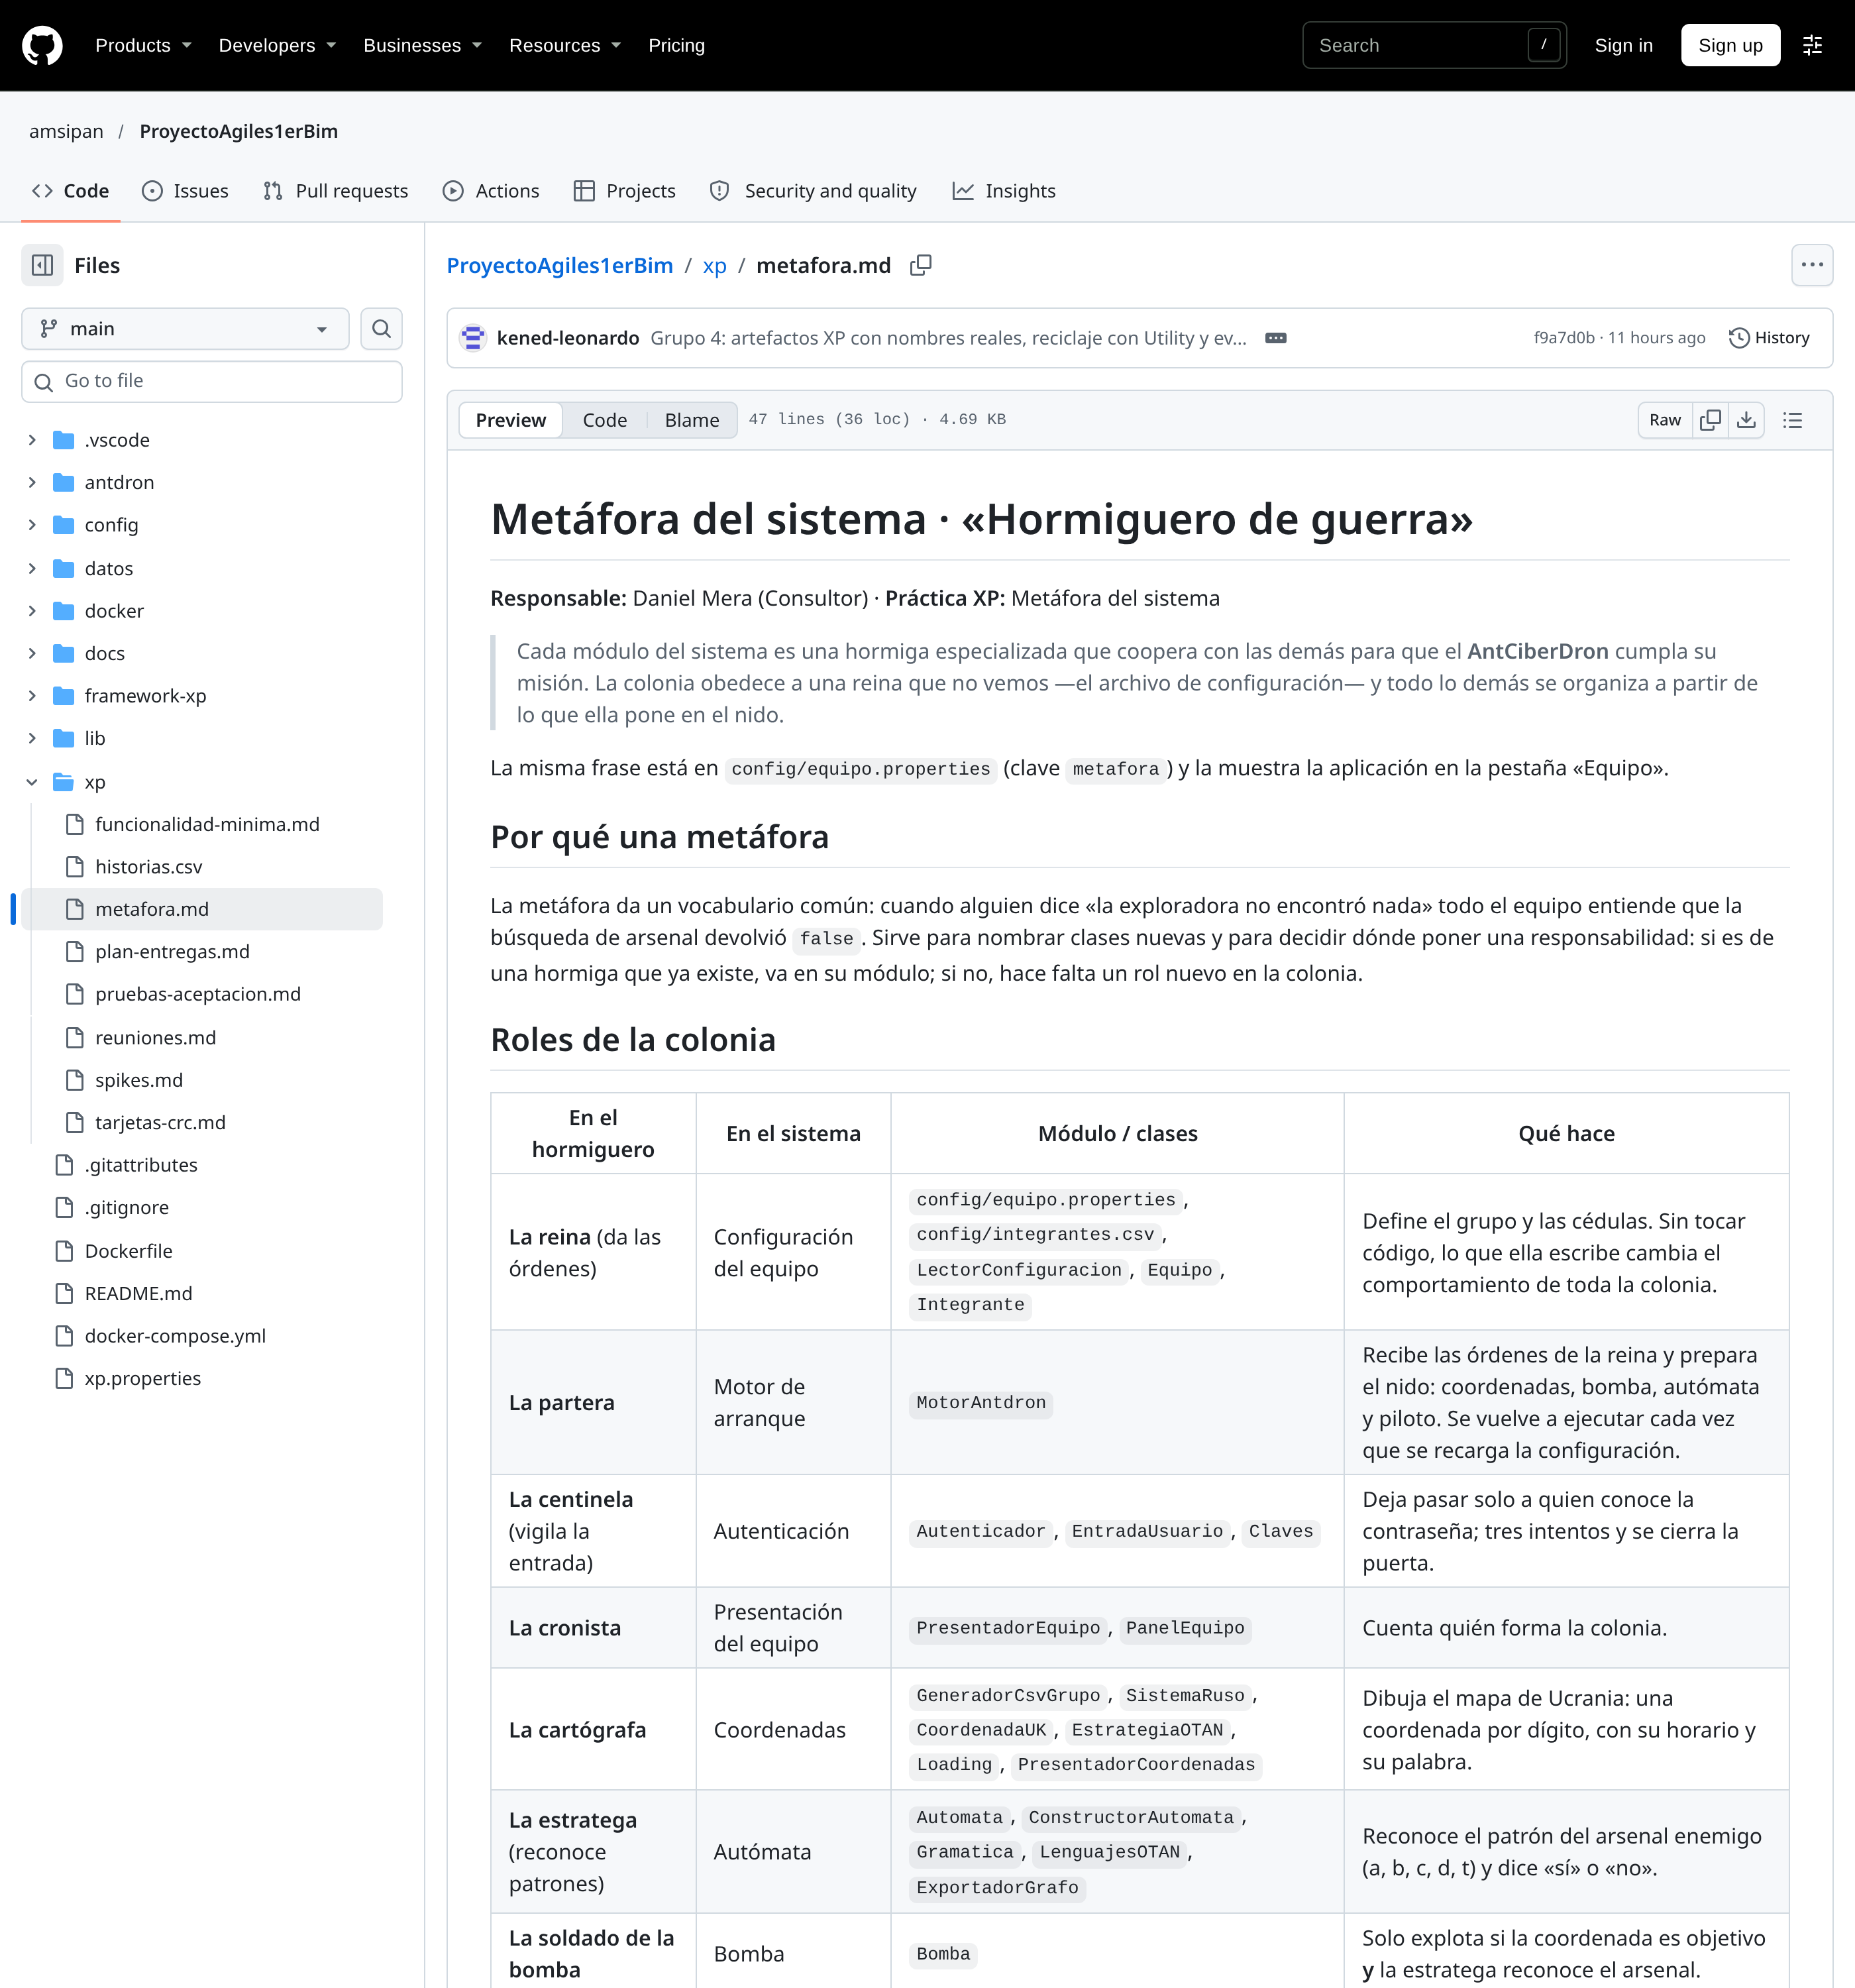 Products Developers Businesses Resources Pricing Search / Sign in Sign up
amsipan / ProyectoAgiles1erBim
Code Issues Pull requests Actions Projects Security and quality Insights
Files
main
Go to file
.vscode
antdron
config
datos
docker
docs
framework-xp
lib
xp
funcionalidad-minima.md
historias.csv
metafora.md
plan-entregas.md
pruebas-aceptacion.md
reuniones.md
spikes.md
tarjetas-crc.md
.gitattributes
.gitignore
Dockerfile
README.md
docker-compose.yml
xp.properties
ProyectoAgiles1erBim / xp / metafora.md
kened-leonardo Grupo 4: artefactos XP con nombres reales, reciclaje con Utility y ev... f9a7d0b · 11 hours ago History
Preview Code Blame 47 lines (36 loc) · 4.69 KB Raw
Metáfora del sistema · «Hormiguero de guerra»
Responsable: Daniel Mera (Consultor) · Práctica XP: Metáfora del sistema
Cada módulo del sistema es una hormiga especializada que coopera con las demás para que el AntCiberDron cumpla su
misión. La colonia obedece a una reina que no vemos —el archivo de configuración— y todo lo demás se organiza a partir de
lo que ella pone en el nido.
La misma frase está en config/equipo.properties (clave metafora) y la muestra la aplicación en la pestaña «Equipo».
Por qué una metáfora
La metáfora da un vocabulario común: cuando alguien dice «la exploradora no encontró nada» todo el equipo entiende que la
búsqueda de arsenal devolvió false. Sirve para nombrar clases nuevas y para decidir dónde poner una responsabilidad: si es de
una hormiga que ya existe, va en su módulo; si no, hace falta un rol nuevo en la colonia.
Roles de la colonia
En el
hormiguero
En el sistema
Módulo / clases
Qué hace
La reina (da las
órdenes)
Configuración
del equipo
config/equipo.properties,
config/integrantes.csv,
LectorConfiguracion, Equipo,
Integrante
Define el grupo y las cédulas. Sin tocar
código, lo que ella escribe cambia el
comportamiento de toda la colonia.
La partera
Motor de
arranque
MotorAntdron
Recibe las órdenes de la reina y prepara
el nido: coordenadas, bomba, autómata
y piloto. Se vuelve a ejecutar cada vez
que se recarga la configuración.
La centinela
(vigila la
entrada)
Autenticación
Autenticador, EntradaUsuario, Claves
Deja pasar solo a quien conoce la
contraseña; tres intentos y se cierra la
puerta.
La cronista
Presentación
del equipo
PresentadorEquipo, PanelEquipo
Cuenta quién forma la colonia.
La cartógrafa
Coordenadas
GeneradorCsvGrupo, SistemaRuso,
CoordenadaUK, EstrategiaOTAN,
Loading, PresentadorCoordenadas
Dibuja el mapa de Ucrania: una
coordenada por dígito, con su horario y
su palabra.
La estratega
(reconoce
patrones)
Autómata
Automata, ConstructorAutomata,
Gramatica, LenguajesOTAN,
ExportadorGrafo
Reconoce el patrón del arsenal enemigo
(a, b, c, d, t) y dice «sí» o «no».
La soldado de la
bomba
Bomba
Bomba
Solo explota si la coordenada es objetivo
y la estratega reconoce el arsenal.